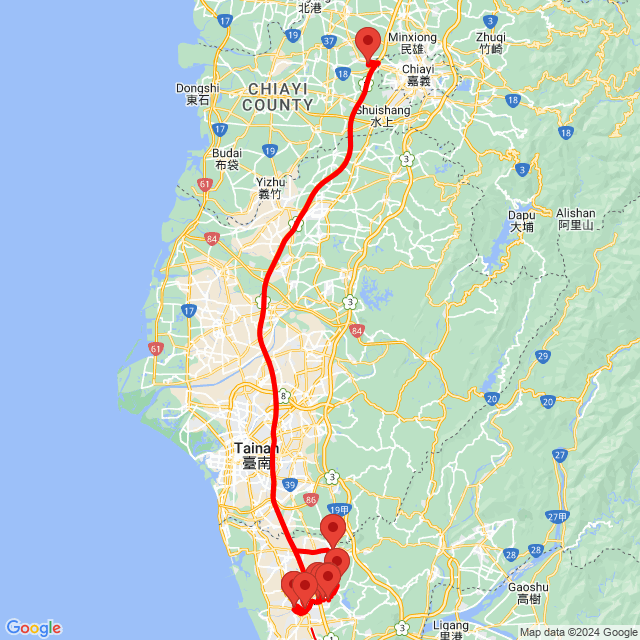 北港
Minxiong
民雄
Zhuqi
竹崎
37
1
18
3
Chiayi
嘉義
Dongshi
東石
CHIAYI
COUNTY
18
Shuishang
水上
17
18
Budai
布袋
19
3
3
Yizhu
義竹
61
Dapu
大埔
Alishan
阿里山
84
3
17
84
61
29
8
20
20
Tainan
臺南
27
3
39
86
19甲
27甲
Gaoshu
高樹
Ligang
里港
1
Google
Map data ©2024 Google